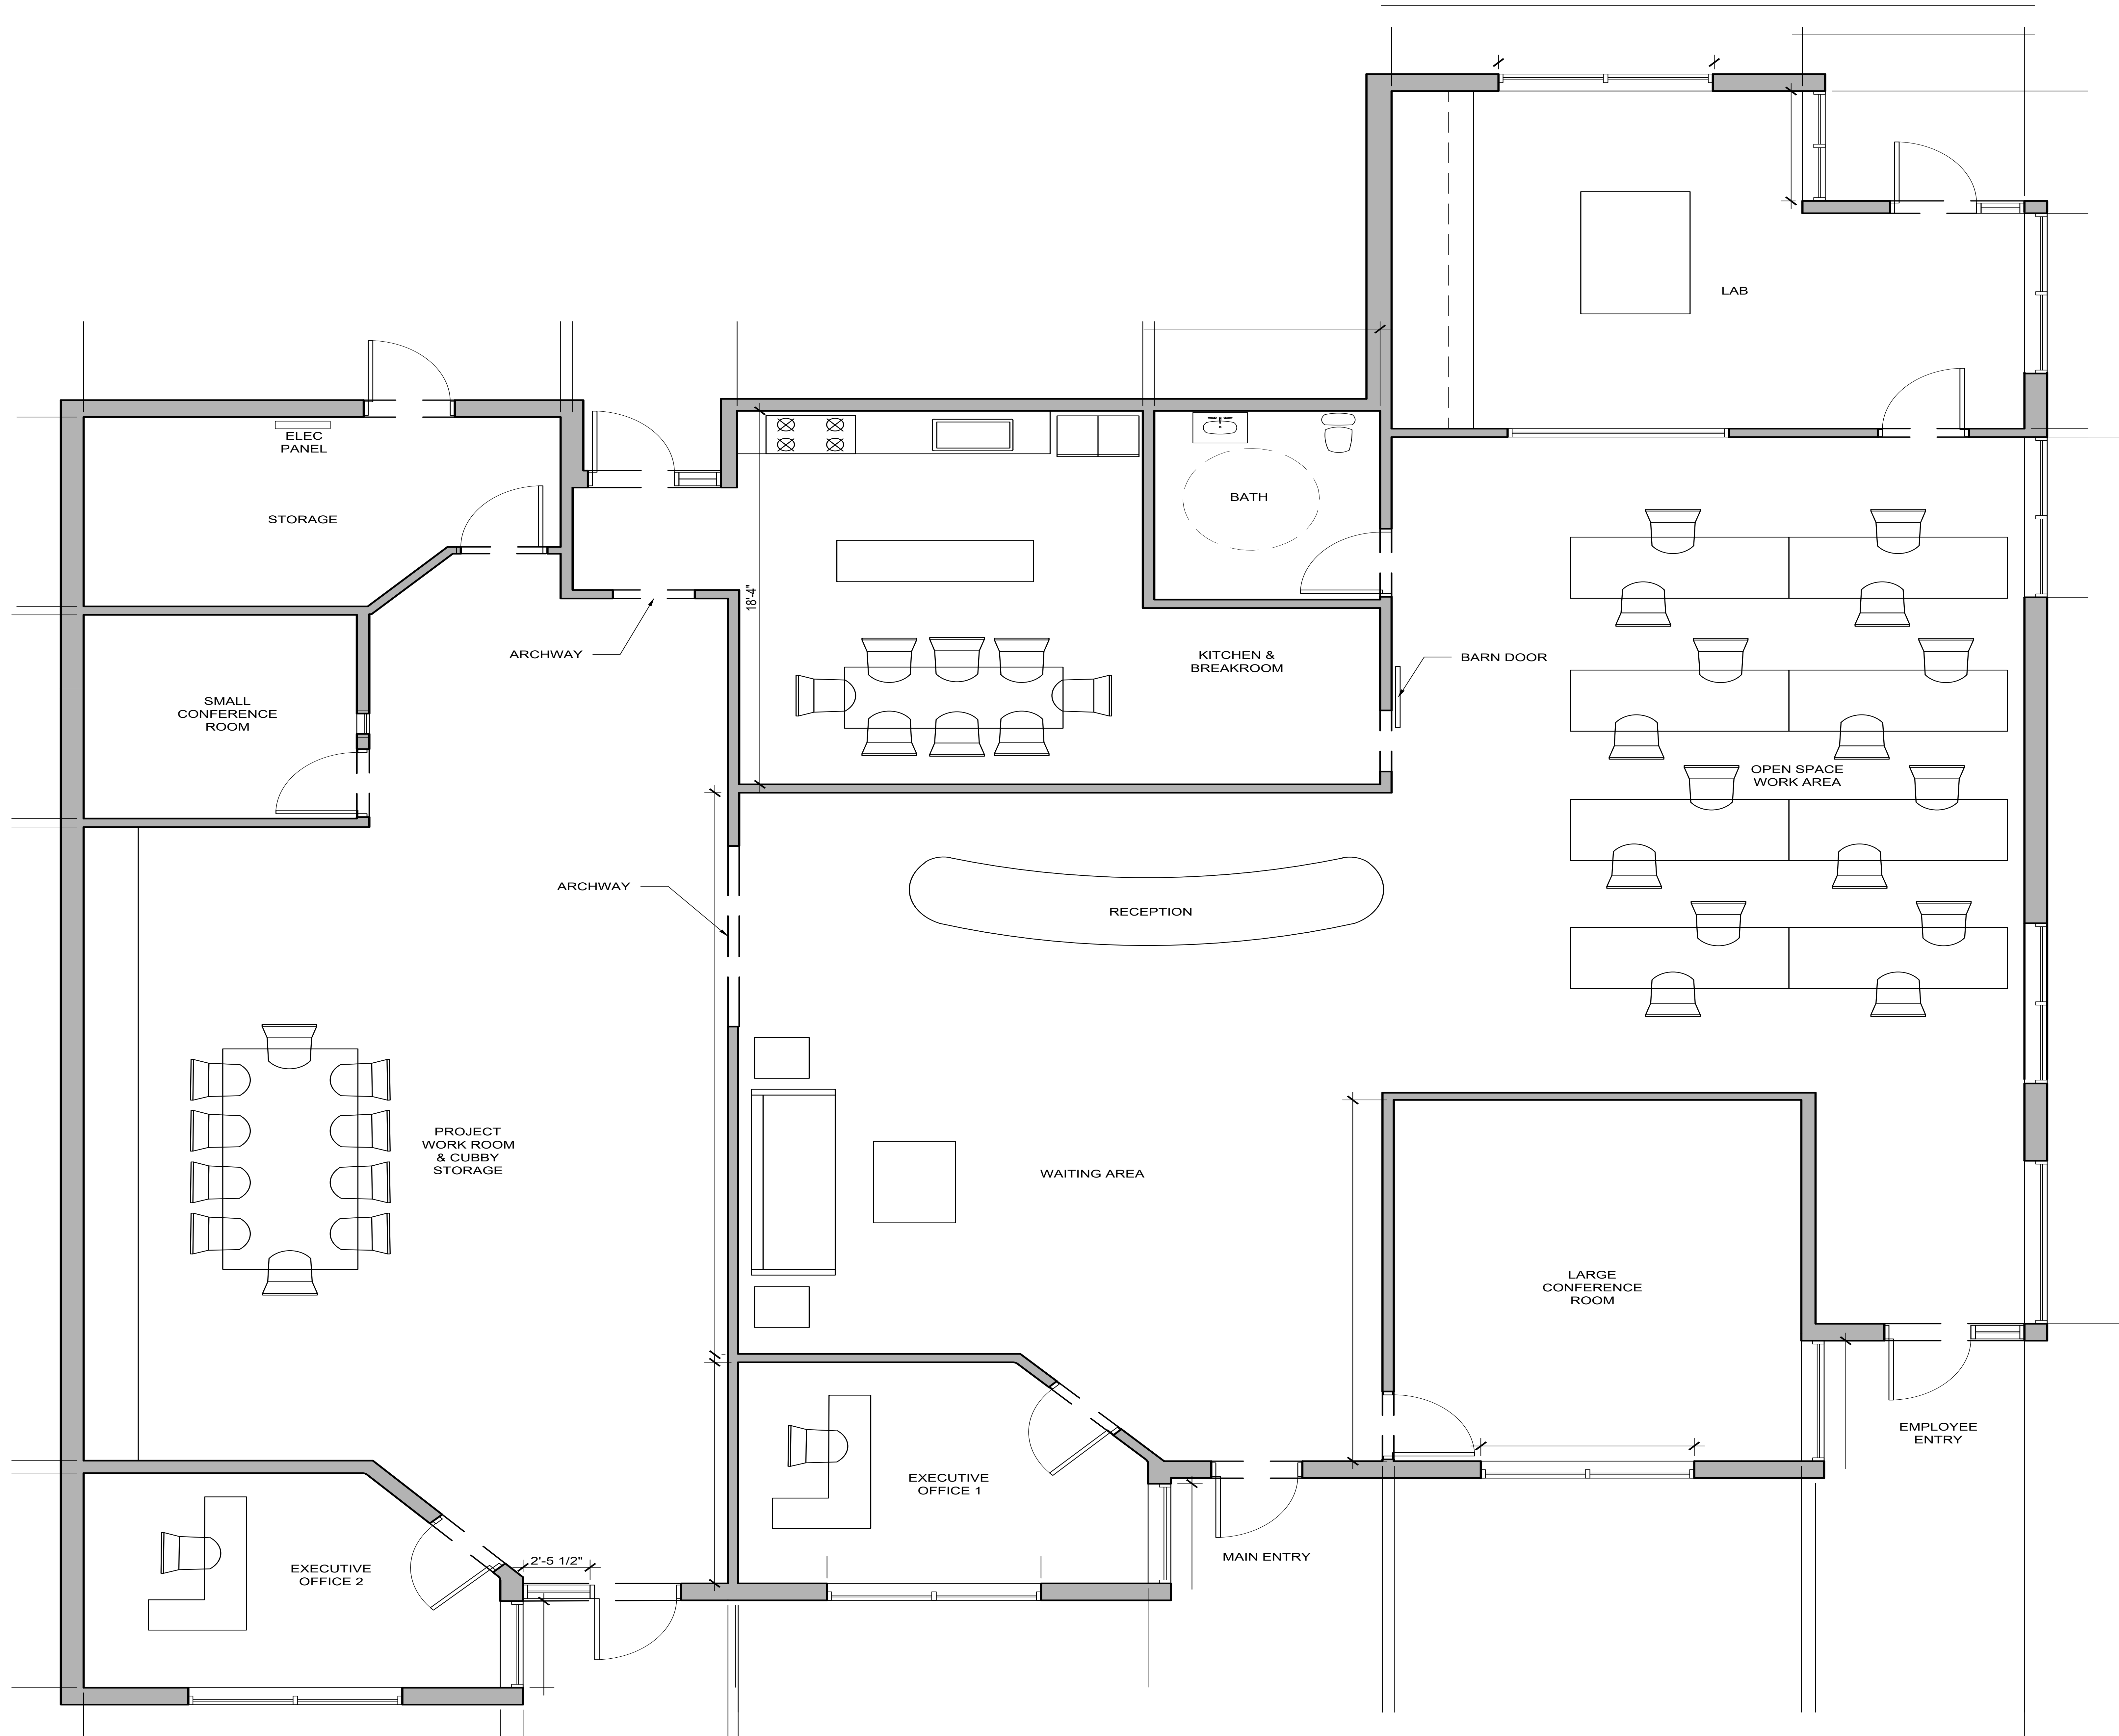 LAB
ELEC
PANEL
STORAGE
BATH
18'-4"
ARCHWAY
KITCHEN &
BREAKROOM
BARN DOOR
SMALL
CONFERENCE
ROOM
OPEN SPACE
WORK AREA
ARCHWAY
RECEPTION
PROJECT
WORK ROOM
& CUBBY
STORAGE
WAITING AREA
LARGE
CONFERENCE
ROOM
EMPLOYEE
ENTRY
EXECUTIVE
OFFICE 1
MAIN ENTRY
EXECUTIVE
OFFICE 2
2'-5 1/2"